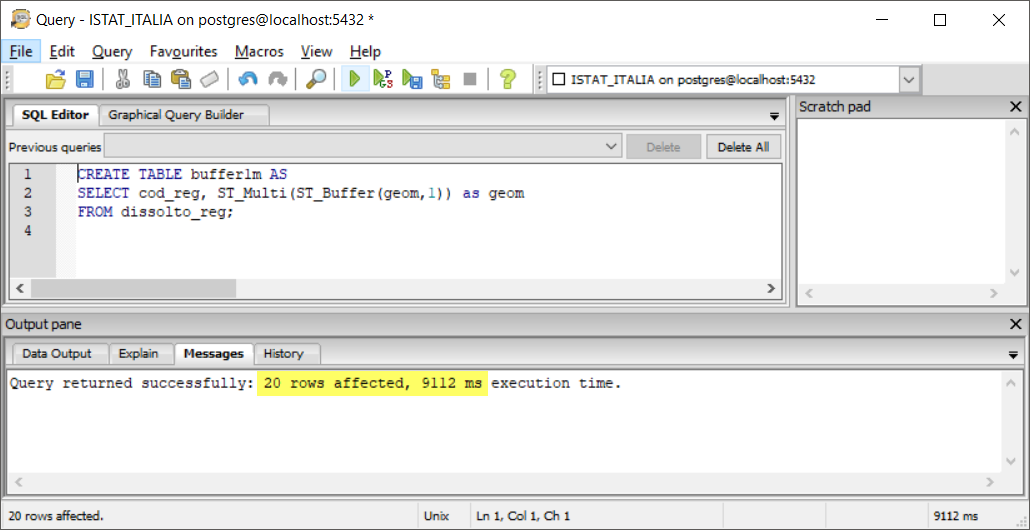 Query - ISTAT_ITALIA on postgres@localhost:5432 *
File Edit Query Favourites Macros View Help
ISTAT_ITALIA on postgres@localhost:5432
SQL Editor Graphical Query Builder
Scratch pad
Previous queries Delete Delete All
1 CREATE TABLE buffer1m AS
2 SELECT cod_reg, ST_Multi(ST_Buffer(geom,1)) as geom
3 FROM dissolto_reg;
4
Output pane
Data Output Explain Messages History
Query returned successfully: 20 rows affected, 9112 ms execution time.
20 rows affected. Unix Ln 1, Col 1, Ch 1 9112 ms